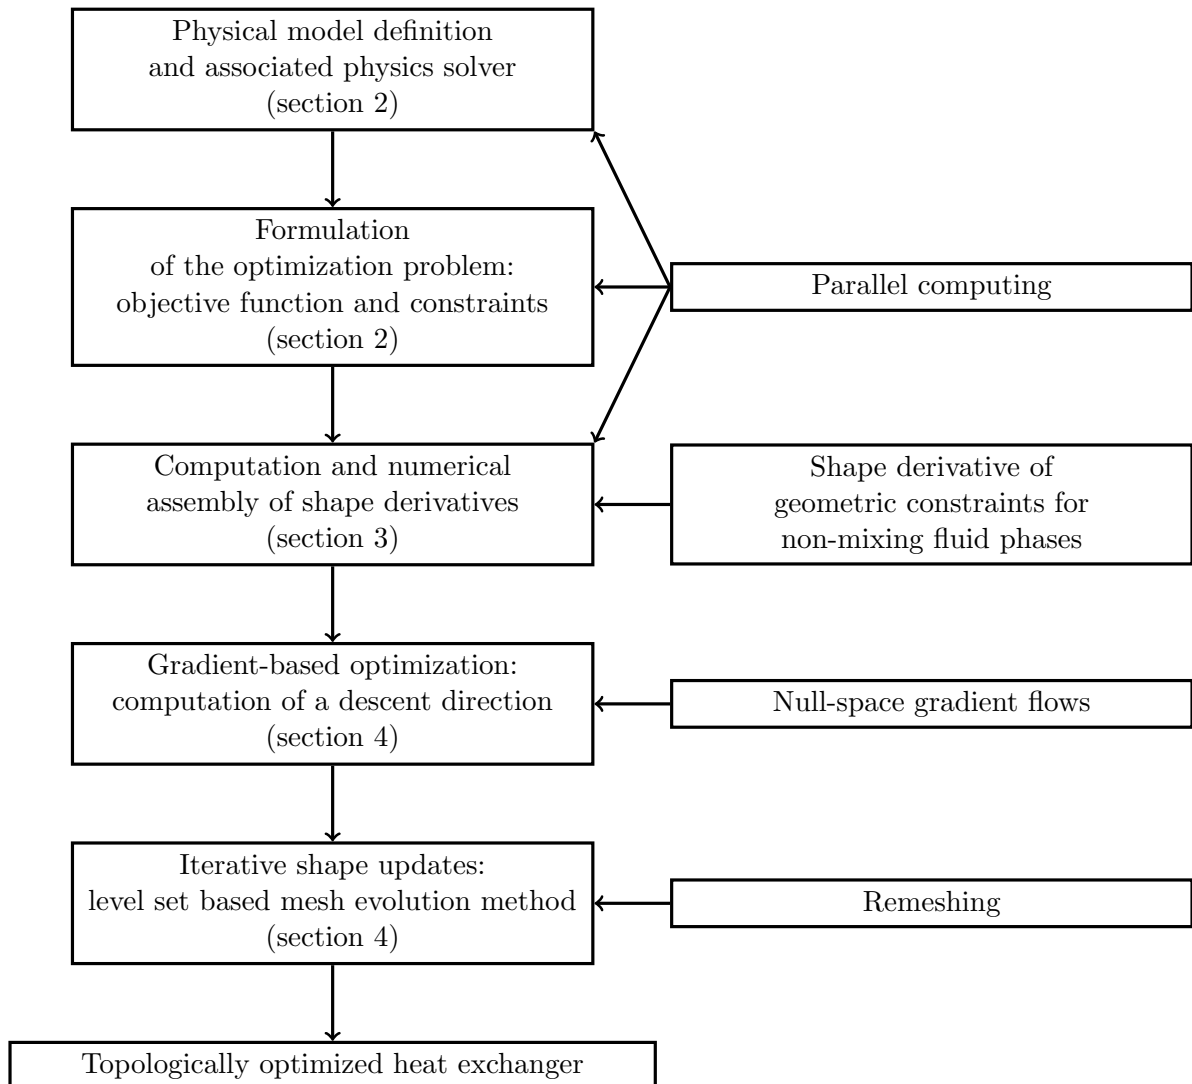 Physical model definition
and associated physics solver
(section 2)
Formulation
of the optimization problem:
objective function and constraints
(section 2)
Parallel computing
Computation and numerical
assembly of shape derivatives
(section 3)
Shape derivative of
geometric constraints for
non-mixing fluid phases
Gradient-based optimization:
computation of a descent direction
(section 4)
Null-space gradient flows
Iterative shape updates:
level set based mesh evolution method
(section 4)
Remeshing
Topologically optimized heat exchanger